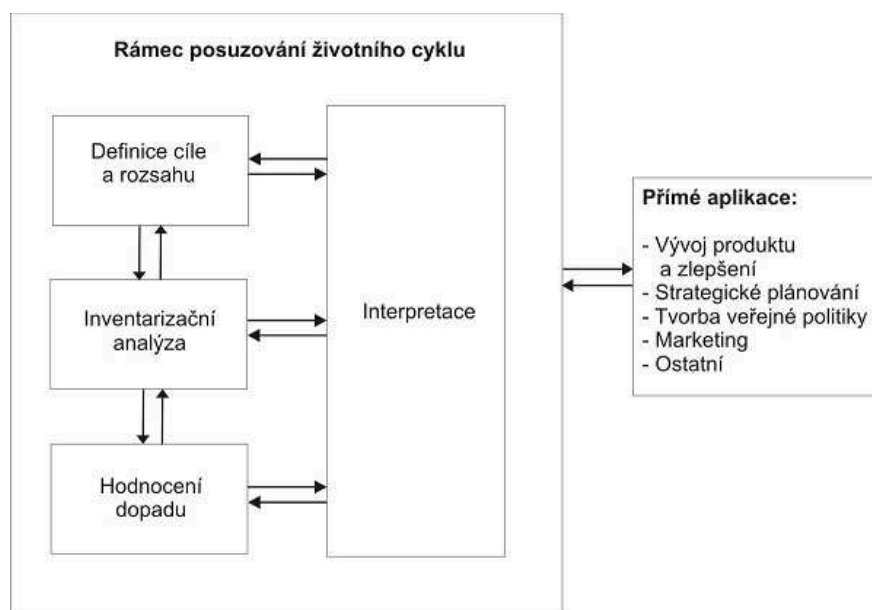 Rámec posuzování životního cyklu
Definice cíle
a rozsahu
Inventarizační
analýza
Hodnocení
dopadu
Interpretace
Přímé aplikace:
- Vývoj produktu
a zlepšení
- Strategické plánování
- Tvorba veřejné politiky
- Marketing
- Ostatní